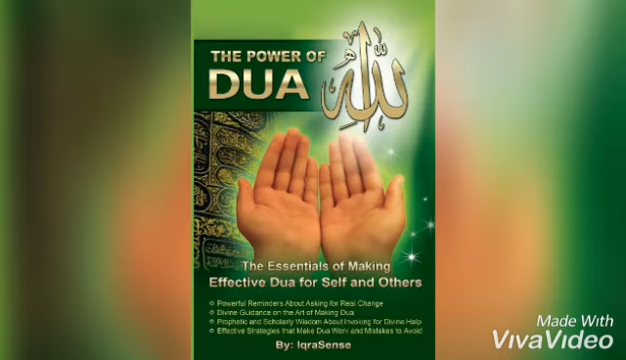 THE POWER OF
DUA
الله
The Essentials of Making
Effective Dua for Self and Others
Powerful Reminders About Asking for Real Change
Divine Guidance on the Art of Making Dua
Prophetic and Scholarly Wisdom About Invoking for Divine Help
Effective Strategies that Make Dua Work and Mistakes to Avoid
By: IqraSense
Made With
VivaVideo